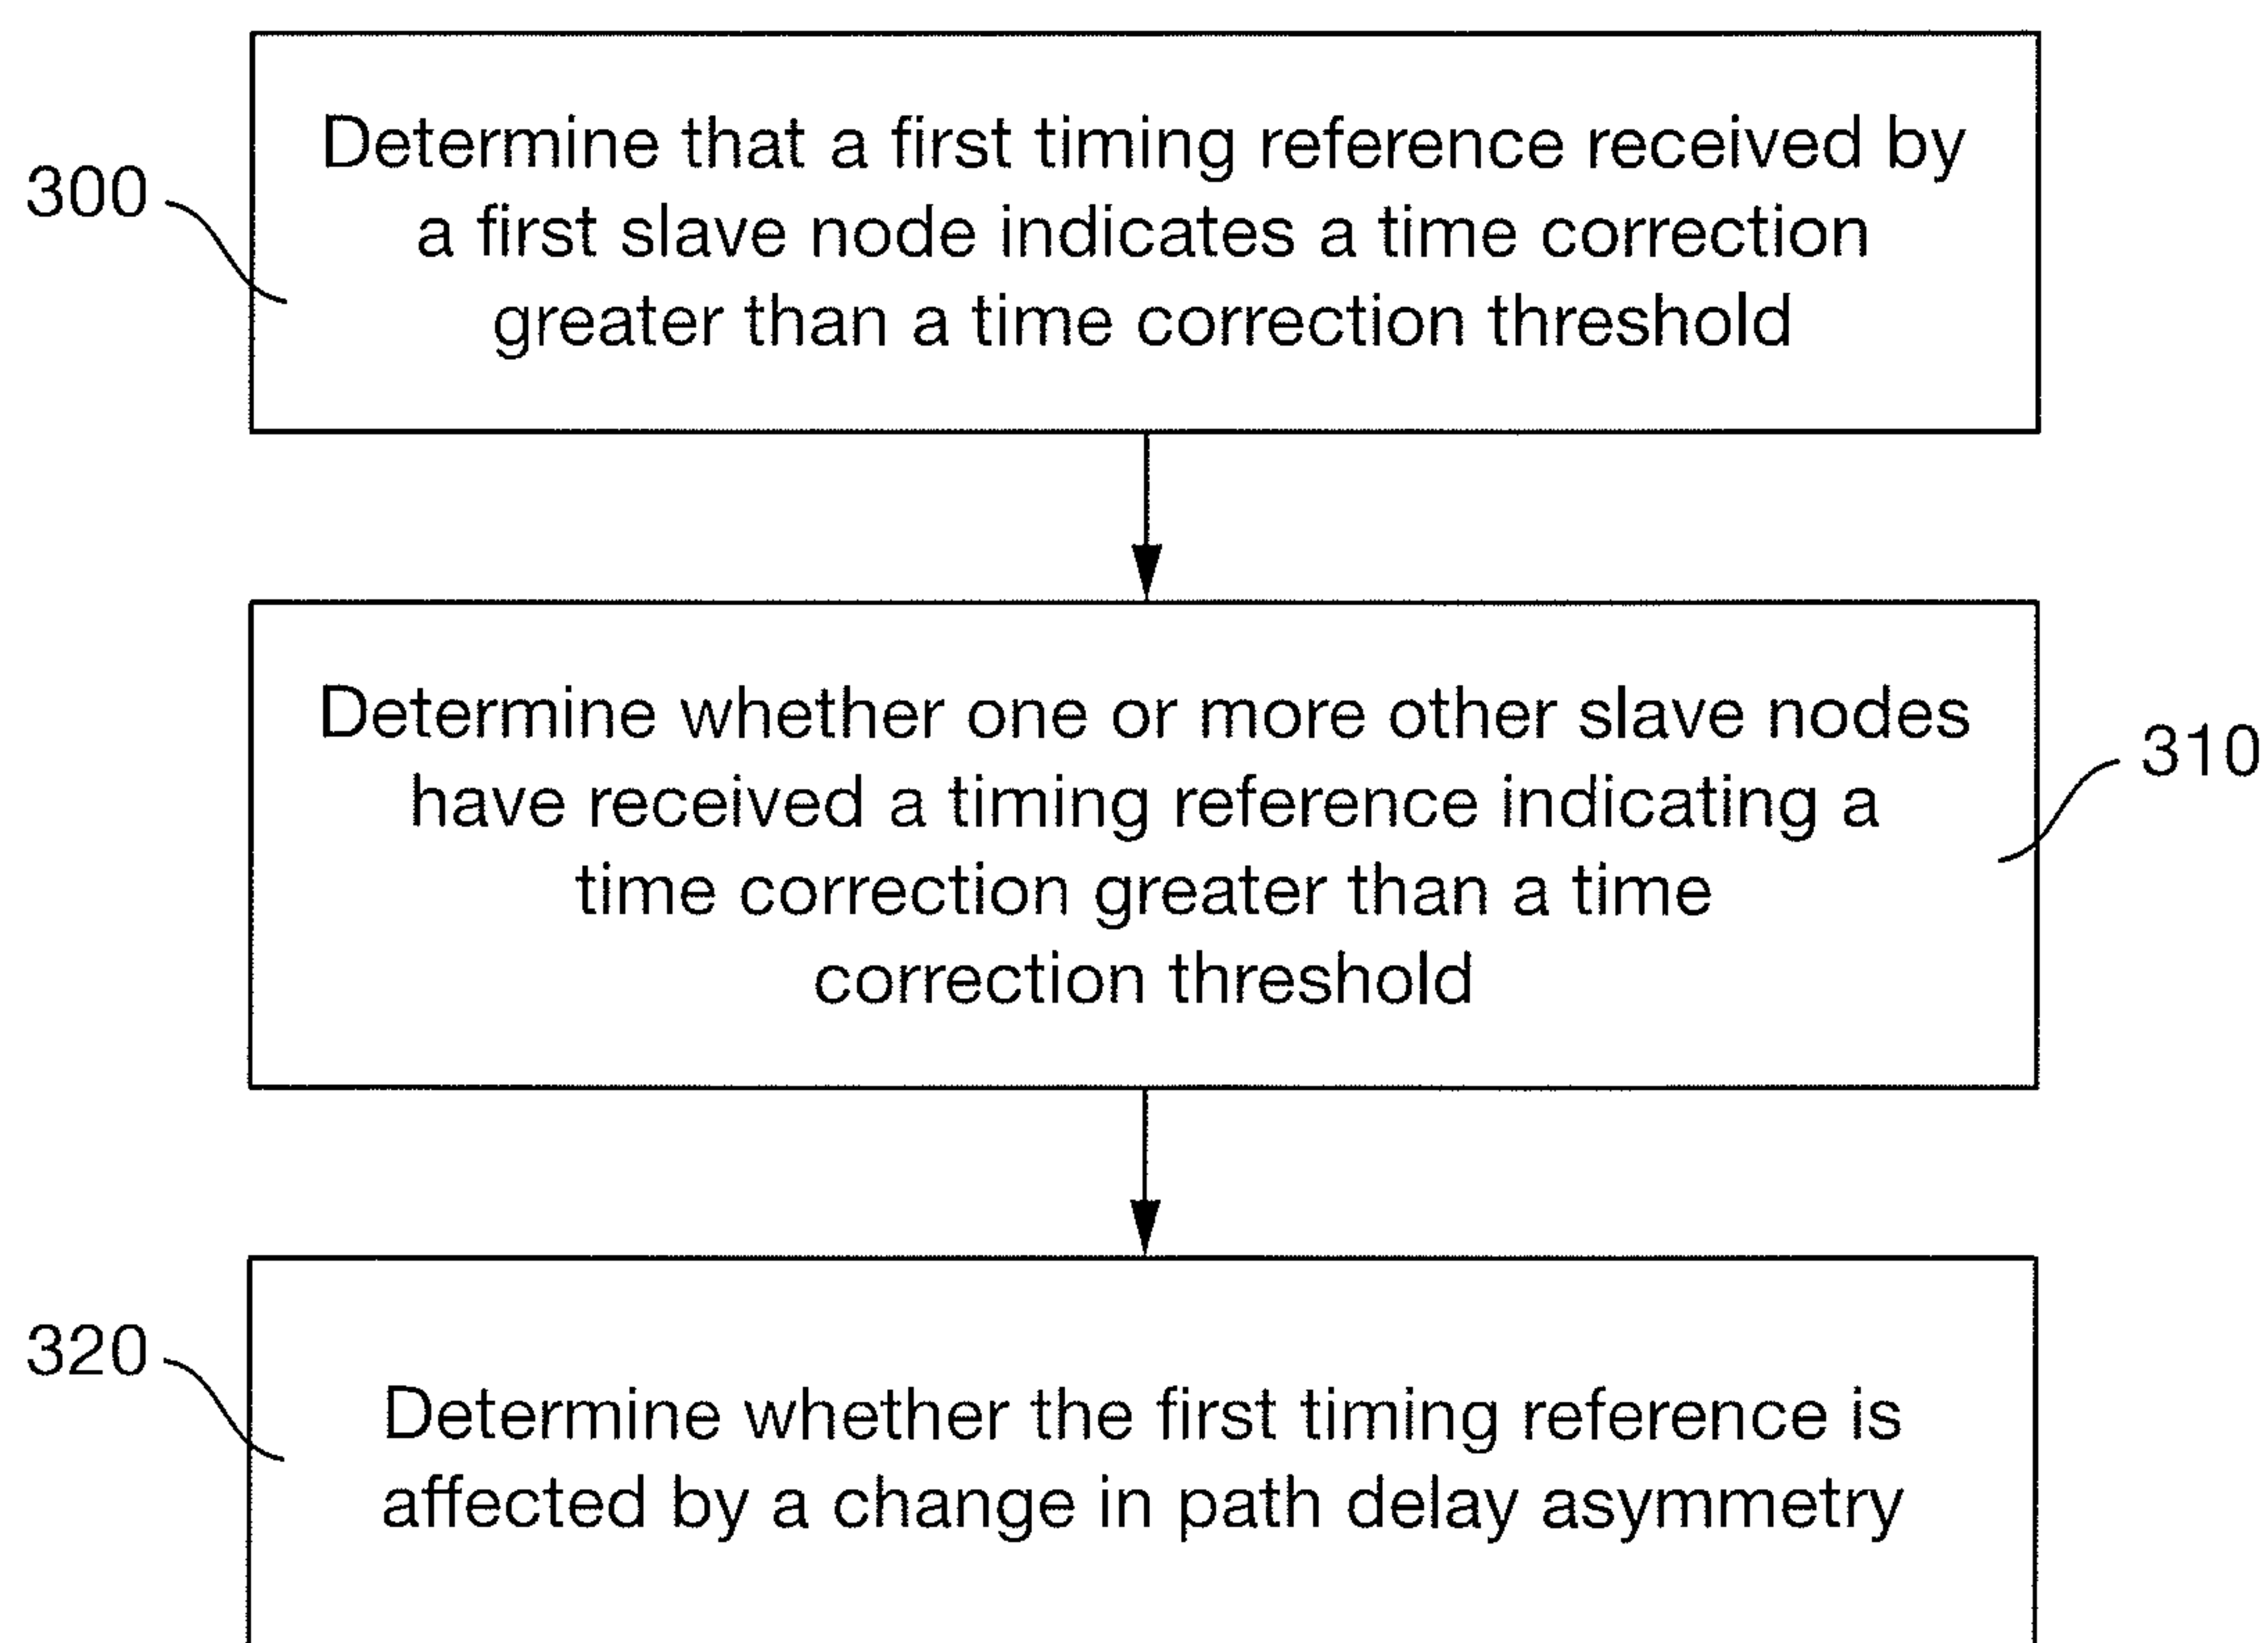 300
Determine that a first timing reference received by
a first slave node indicates a time correction
greater than a time correction threshold
Determine whether one or more other slave nodes
have received a timing reference indicating a
time correction greater than a time
correction threshold
310
320
Determine whether the first timing reference is
affected by a change in path delay asymmetry